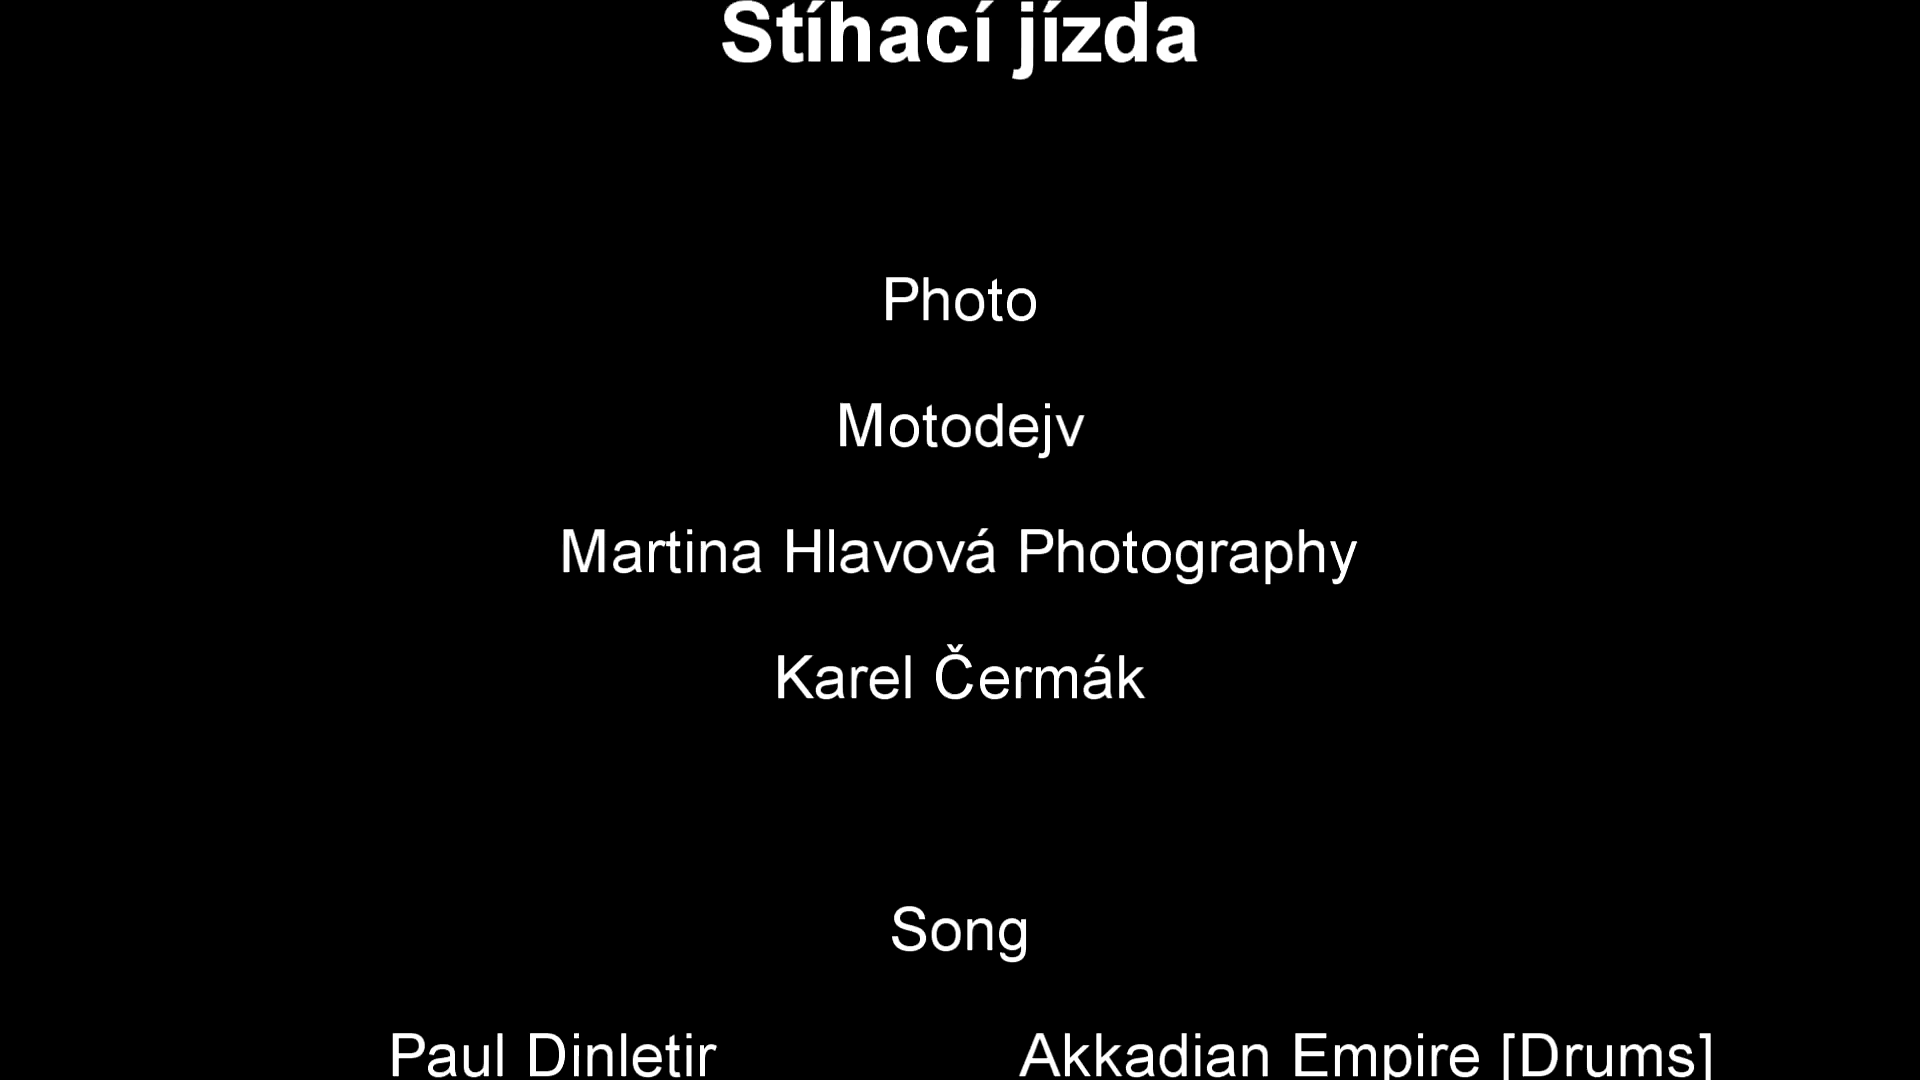 Stíhací jízda
Photo
Motodejv
Martina Hlavová Photography
Karel Čermák
Song
Paul Dinletir Akkadian Empire [Drums]